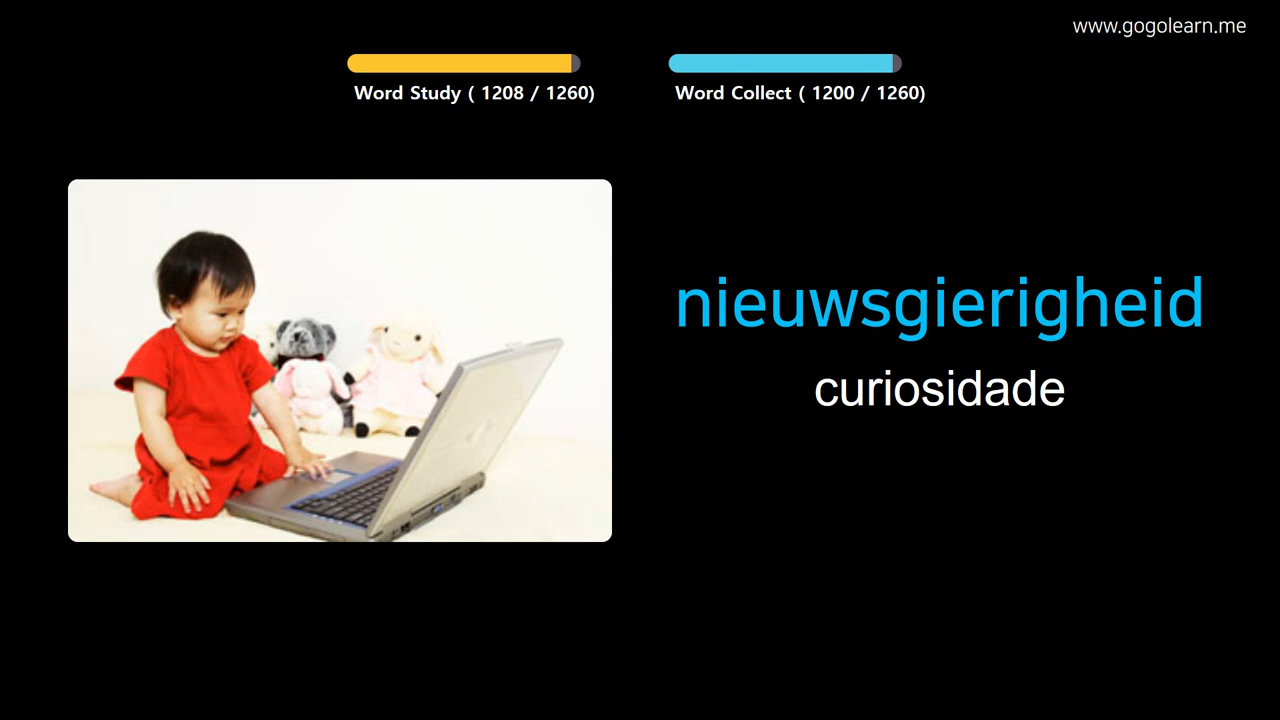 www.gogolearn.me
Word Study ( 1208 / 1260)
Word Collect ( 1200 / 1260)
nieuwsgierigheid
curiosidade